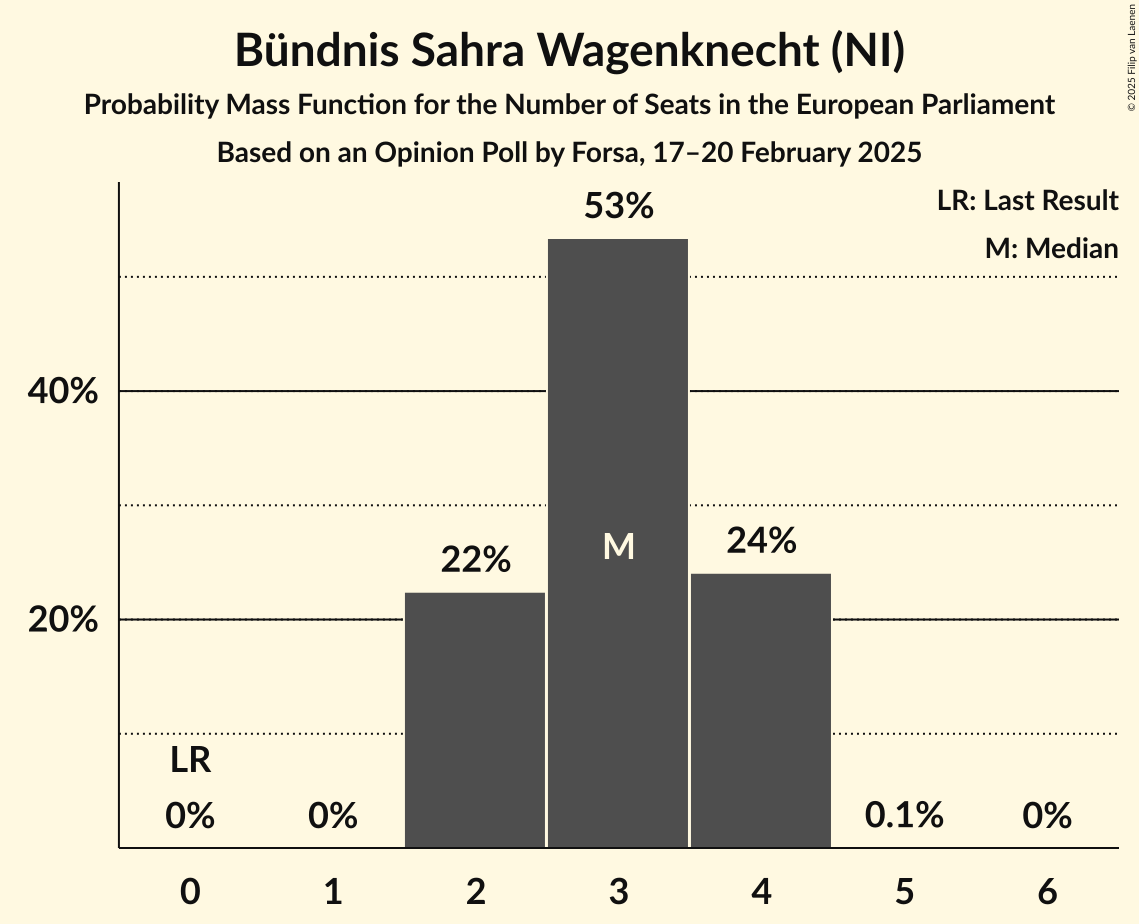 Bündnis Sahra Wagenknecht (NI)
Probability Mass Function for the Number of Seats in the European Parliament
Based on an Opinion Poll by Forsa, 17–20 February 2025
© 2025 Filip van Laenen
LR: Last Result
M: Median
53%
40%
M
24%
22%
20%
LR
0%
0%
0.1%
0%
0
1
2
3
4
5
6